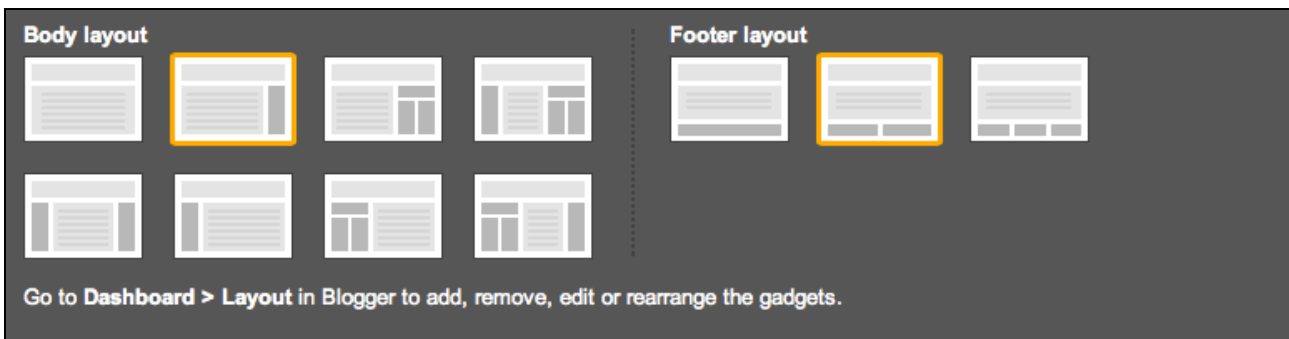 Body layout
Footer layout
Go to Dashboard > Layout in Blogger to add, remove, edit or rearrange the gadgets.